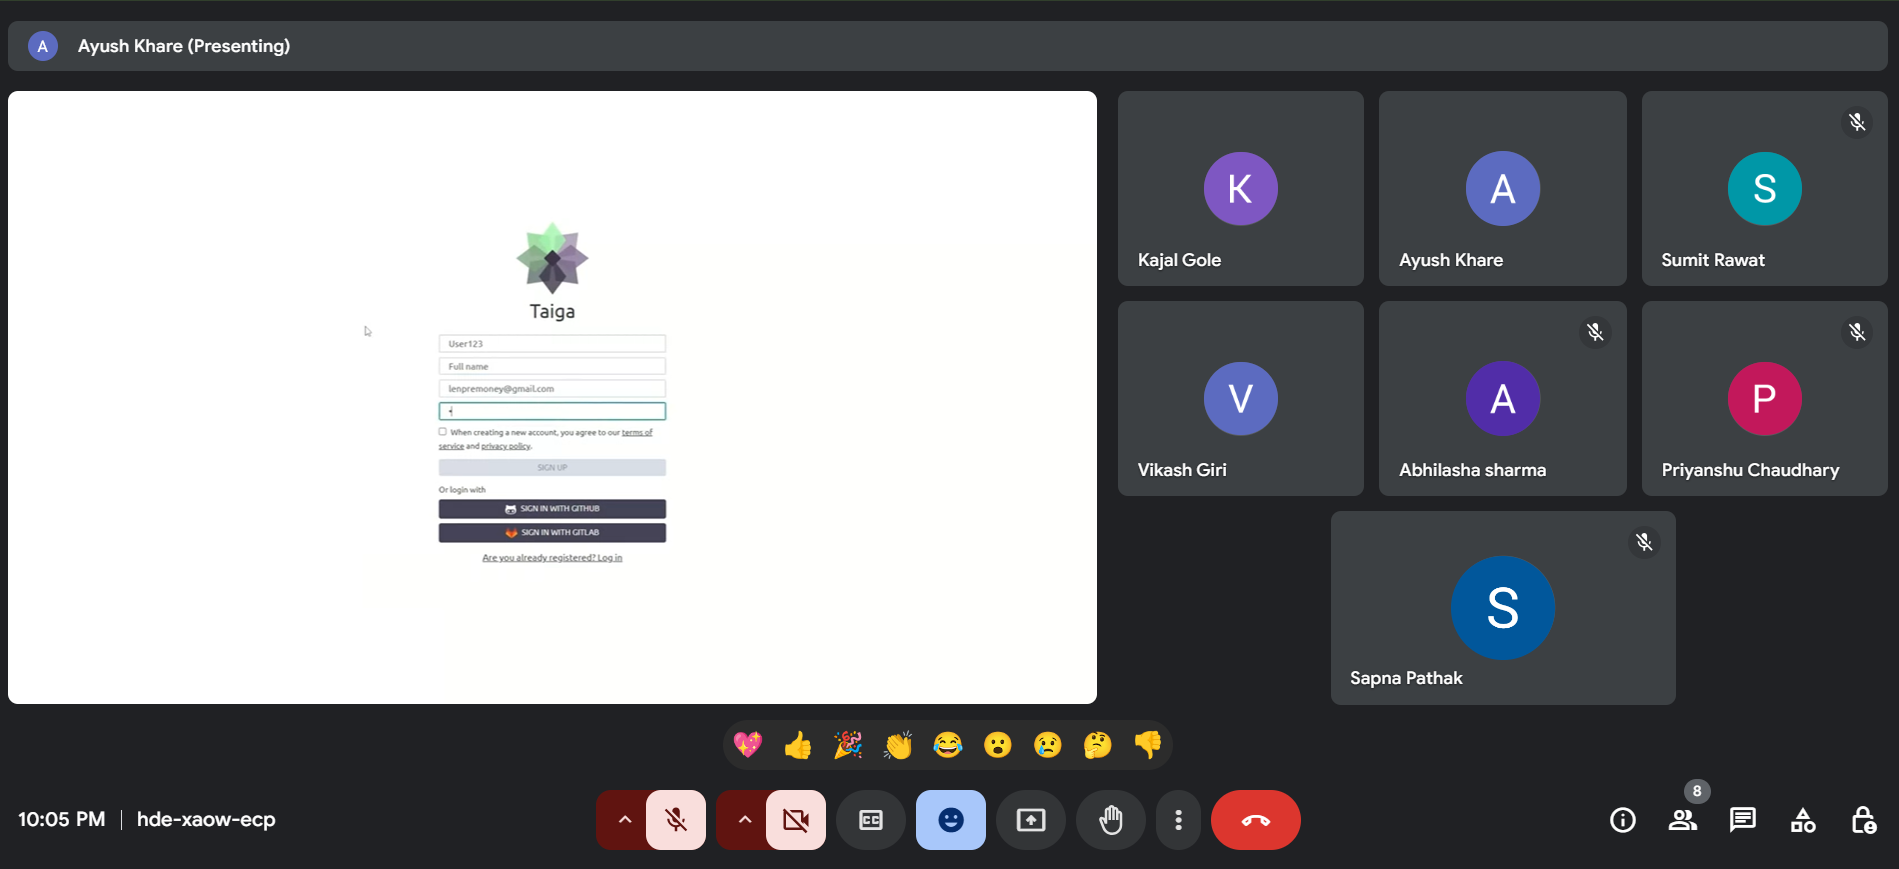 A Ayush Khare (Presenting)
Taiga
User123
Full name
lenpremoney@gmail.com
When creating a new account, you agree to our terms of
service and privacy policy.
SIGN UP
Or login with
SIGN IN WITH GITHUB
SIGN IN WITH GITLAB
Are you already registered? Log in
K
Kajal Gole
A
Ayush Khare
S
Sumit Rawat
V
Vikash Giri
A
Abhilasha sharma
P
Priyanshu Chaudhary
S
Sapna Pathak
10:05 PM | hde-xaow-ecp
CC
8